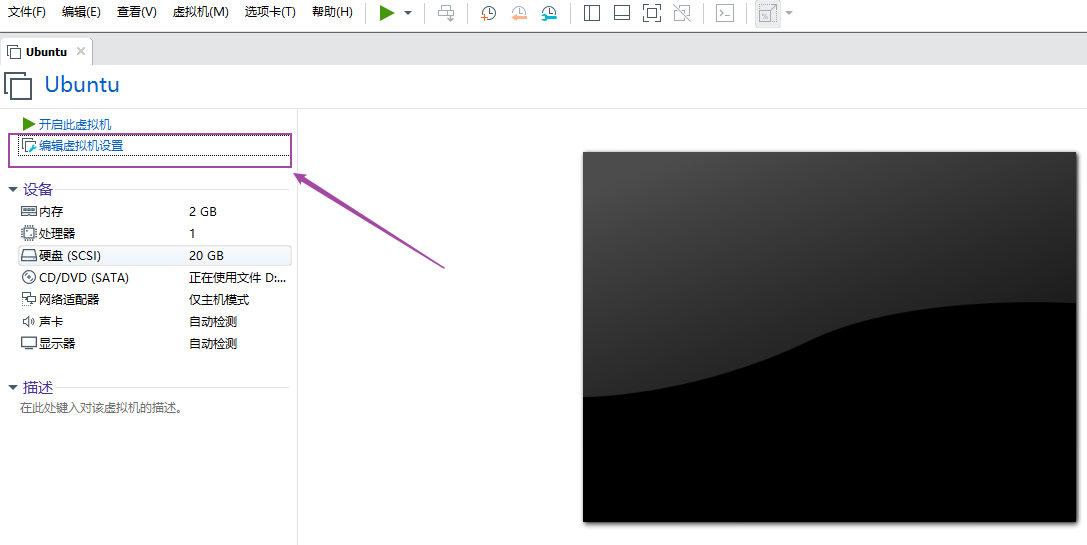 文件(F) 编辑(E) 查看(V) 虚拟机(M) 选项卡(T) 帮助(H)
Ubuntu
Ubuntu
开启此虚拟机
编辑虚拟机设置
设备
内存 2 GB
处理器 1
硬盘 (SCSI) 20 GB
CD/DVD (SATA) 正在使用文件 D:...
网络适配器 仅主机模式
声卡 自动检测
显示器 自动检测
描述
在此处键入对该虚拟机的描述。